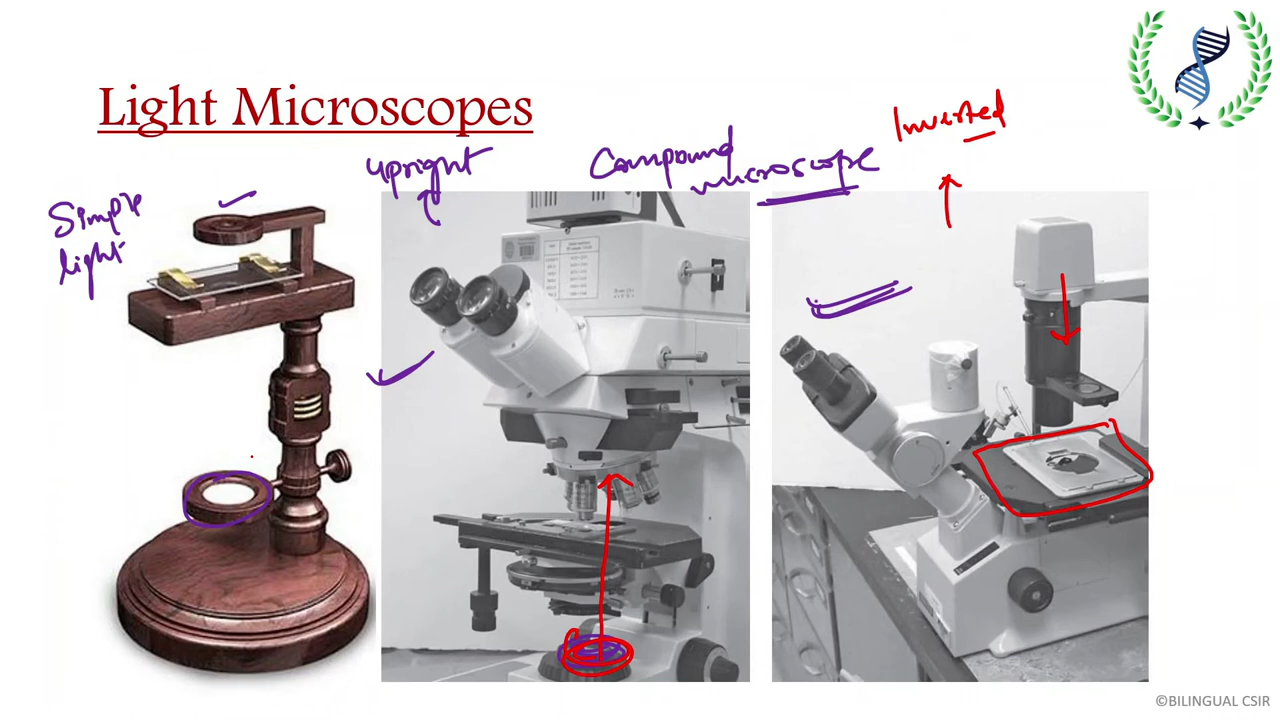 Light Microscopes
Inverted
upright
Compound
microscope
Simple
light
©BILINGUAL CSIR